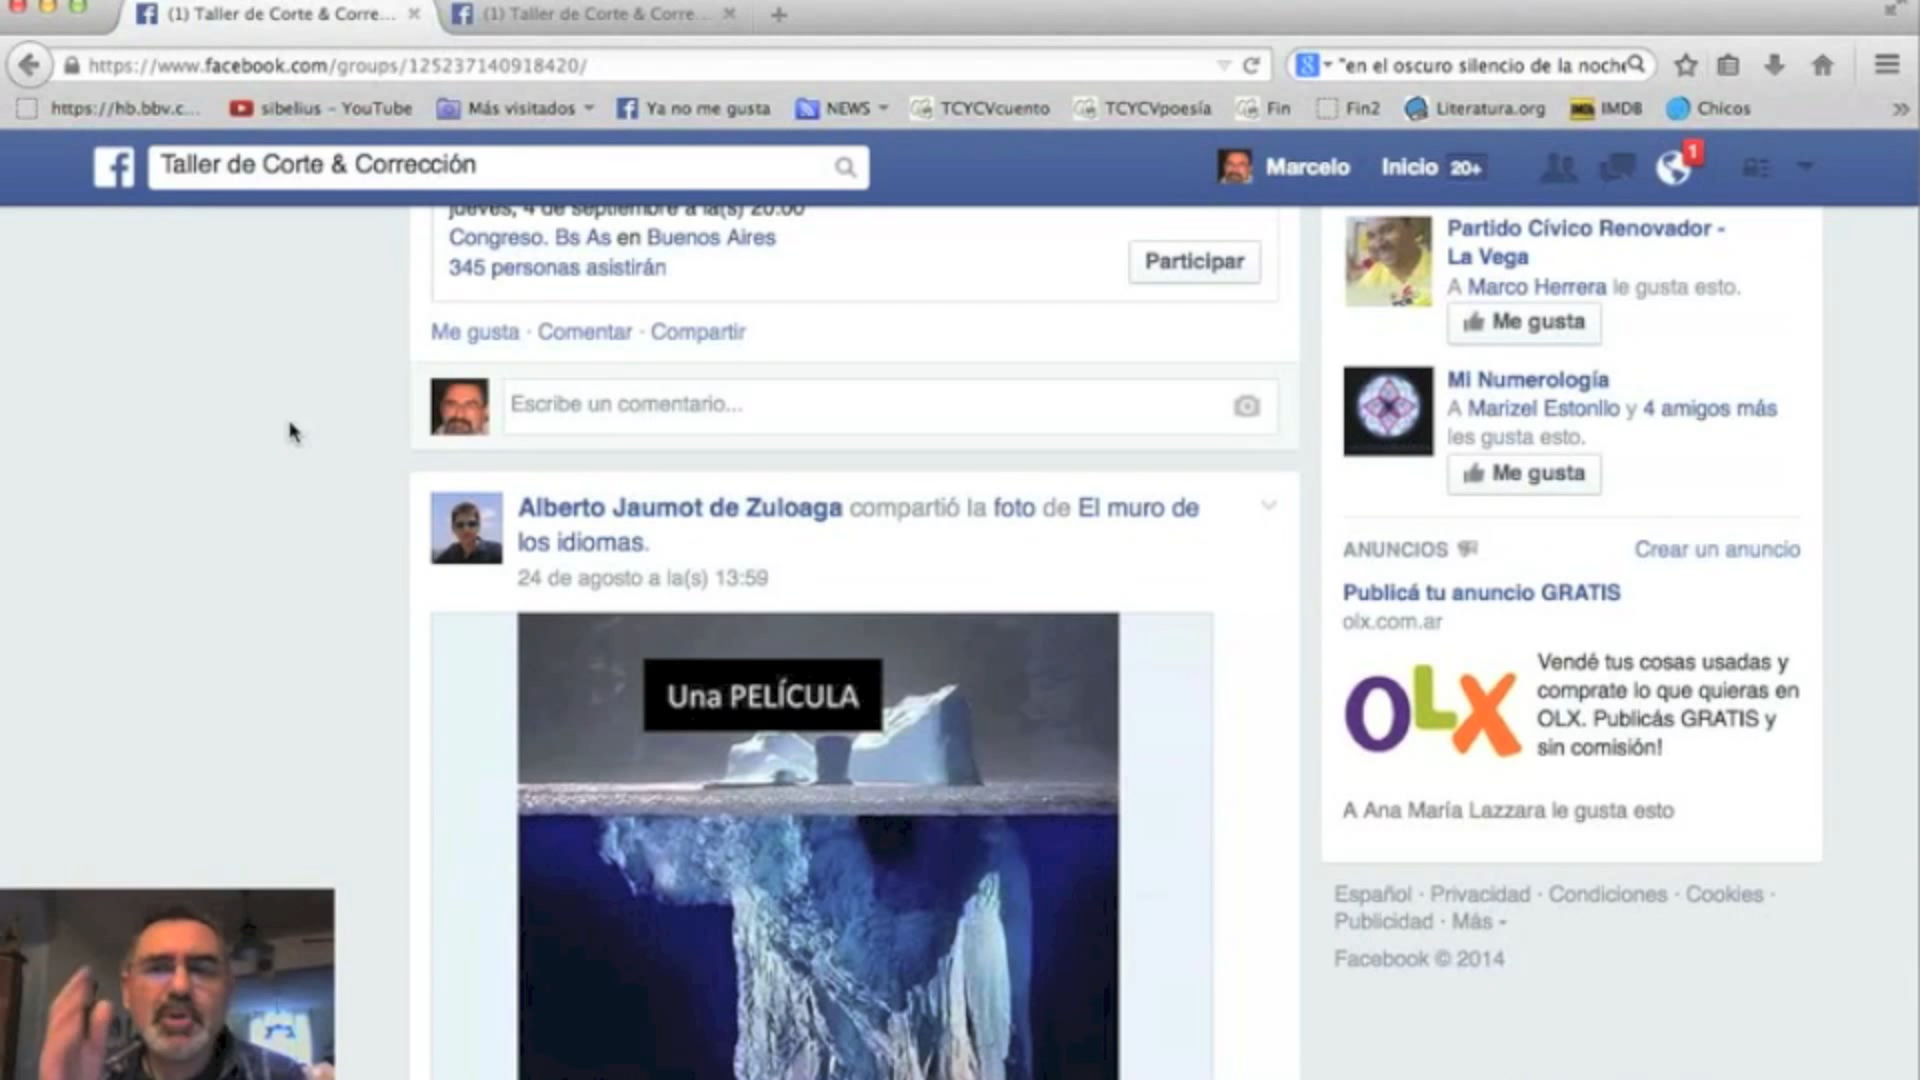 (1) Taller de Corte & Corre...
(1) Taller de Corte & Corre...
https://www.facebook.com/groups/125237140918420/
"en el oscuro silencio de la noche
https://hb.bbv.c...
sibelius - YouTube
Más visitados
Ya no me gusta
NEWS
TCYCVcuento
TCYCVpoesía
Fin
Fin2
Literatura.org
IMDB
Chicos
Taller de Corte & Corrección
Marcelo
Inicio 20+
1
jueves, 4 de septiembre a la(s) 20:00
Congreso. Bs As en Buenos Aires
345 personas asistirán
Participar
Me gusta · Comentar · Compartir
Escribe un comentario...
Alberto Jaumot de Zuloaga compartió la foto de El muro de
los idiomas.
24 de agosto a la(s) 13:59
Una PELÍCULA
Partido Cívico Renovador -
La Vega
A Marco Herrera le gusta esto.
Me gusta
Mi Numerología
A Marizel Estonllo y 4 amigos más
les gusta esto.
Me gusta
ANUNCIOS
Crear un anuncio
Publicá tu anuncio GRATIS
olx.com.ar
OLX
Vendé tus cosas usadas y
comprate lo que quieras en
OLX. Publicás GRATIS y
sin comisión!
A Ana María Lazzara le gusta esto
Español · Privacidad · Condiciones · Cookies ·
Publicidad · Más
Facebook © 2014